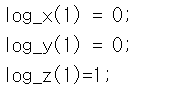 log_x(1) = 0;
log_y(1) = 0;
log_z(1)=1;